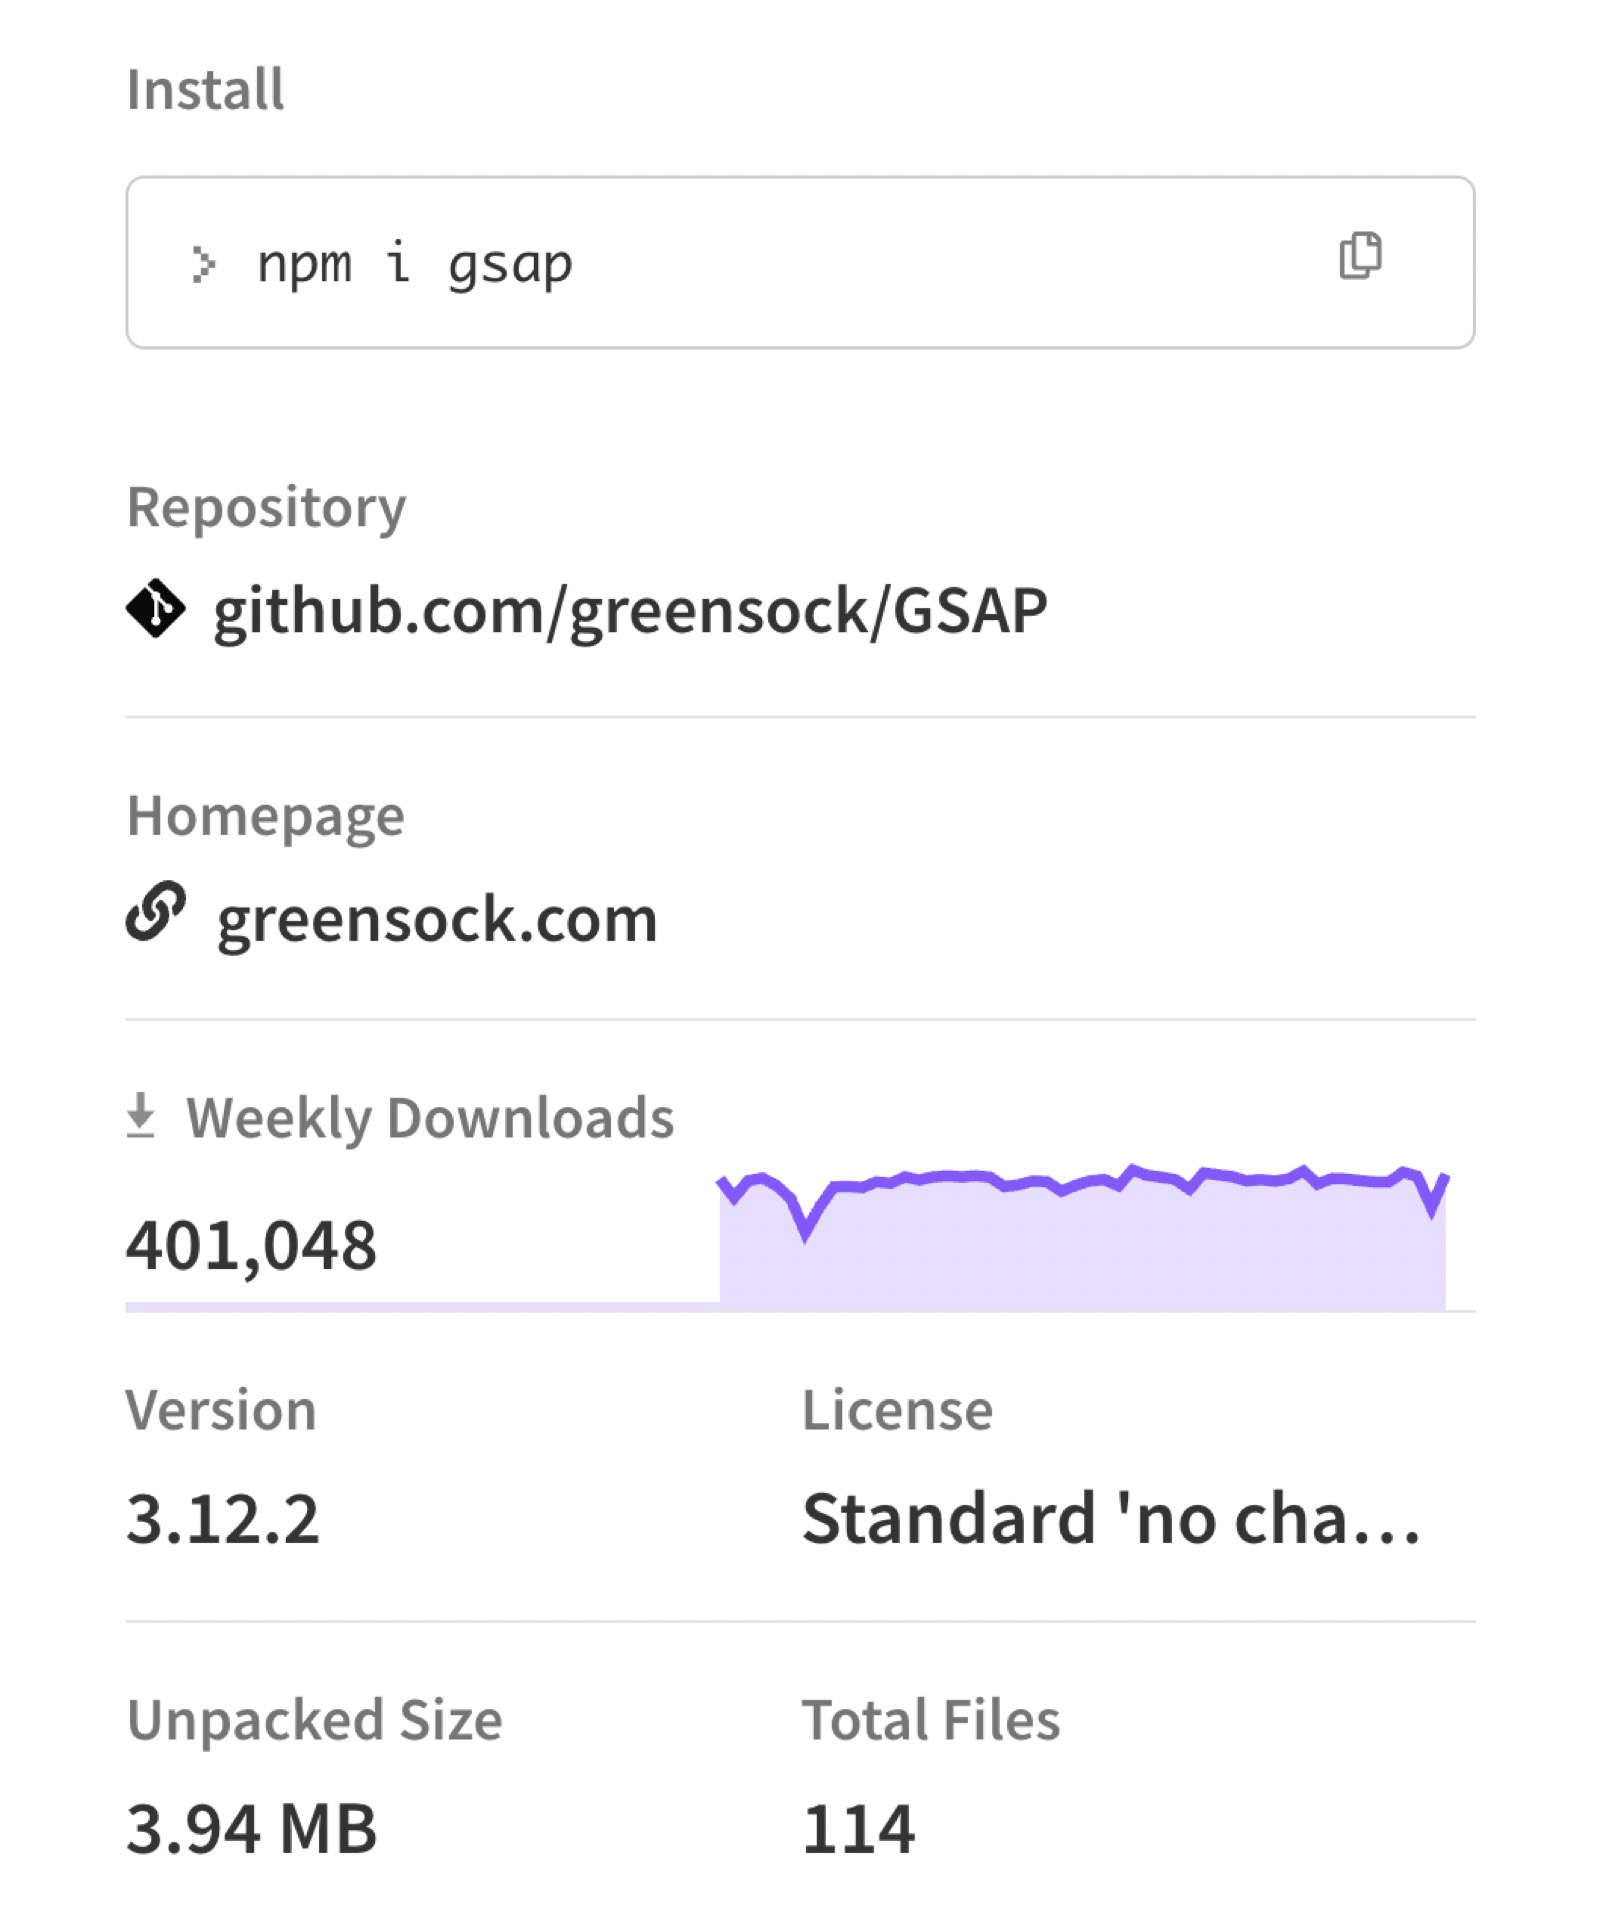 Install
> npm i gsap
Repository
github.com/greensock/GSAP
Homepage
greensock.com
Weekly Downloads
401,048
Version
License
3.12.2
Standard 'no cha…
Unpacked Size
Total Files
3.94 MB
114